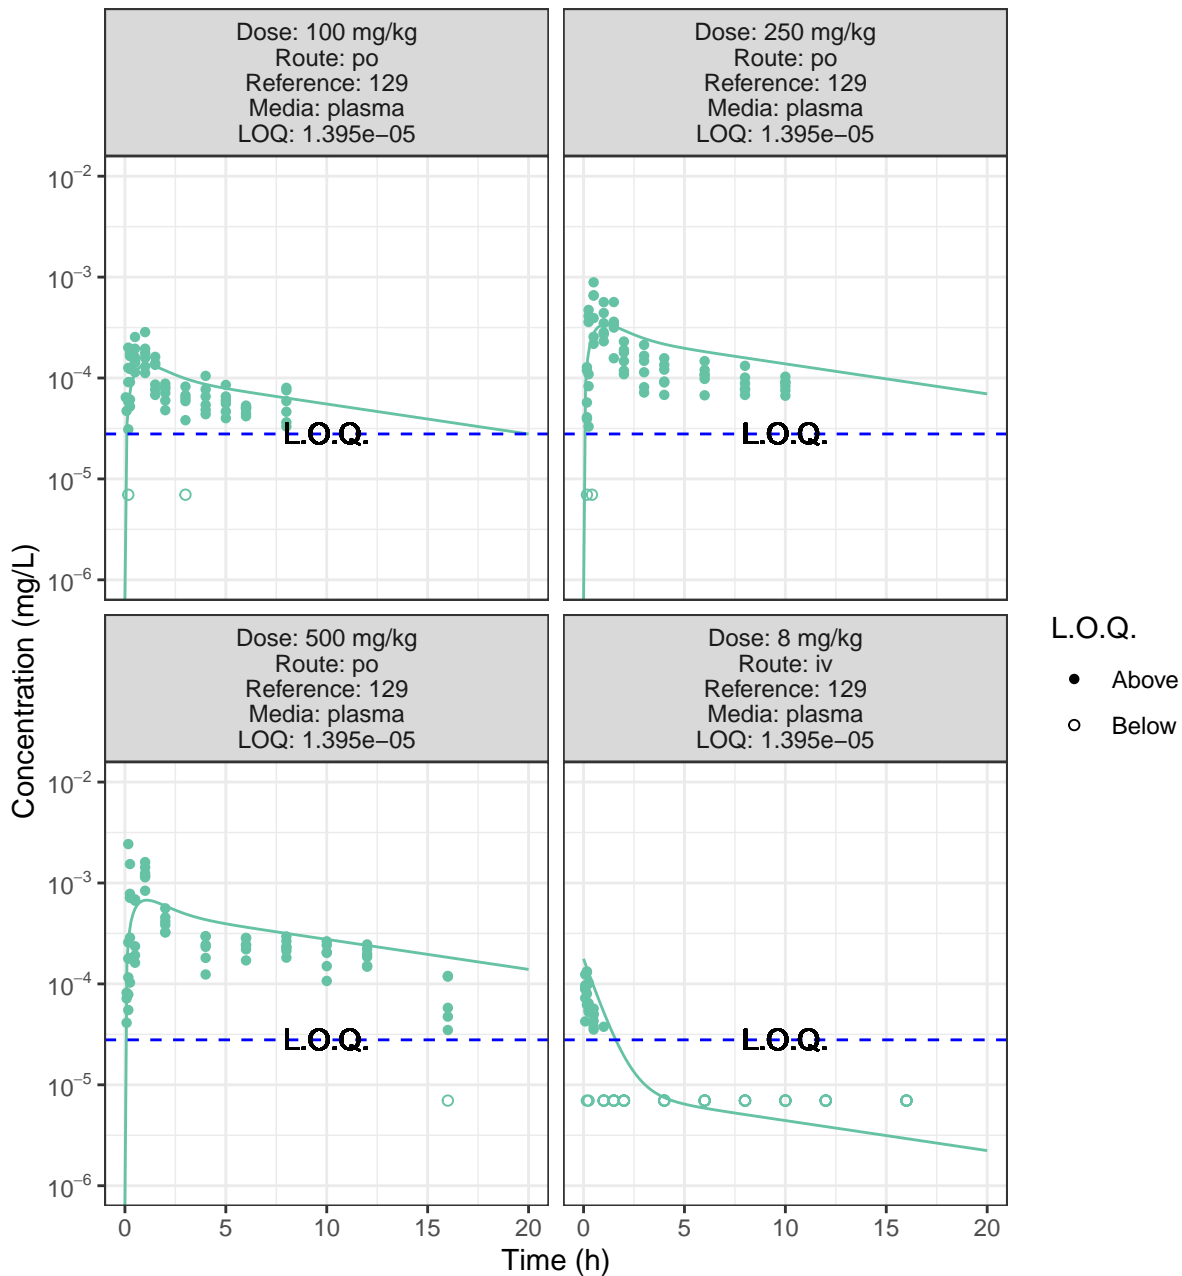 Dose: 100 mg/kg
Route: po
Reference: 129
Media: plasma
LOQ: 1.395e−05
Dose: 250 mg/kg
Route: po
Reference: 129
Media: plasma
LOQ: 1.395e−05
10−2
10−3
10−4
10−5
10−6
L.O.Q.
L.O.Q.
Concentration (mg/L)
Dose: 500 mg/kg
Route: po
Reference: 129
Media: plasma
LOQ: 1.395e−05
Dose: 8 mg/kg
Route: iv
Reference: 129
Media: plasma
LOQ: 1.395e−05
10−2
10−3
10−4
10−5
10−6
L.O.Q.
L.O.Q.
0 5 10 15 20
0 5 10 15 20
Time (h)
L.O.Q.
Above
Below